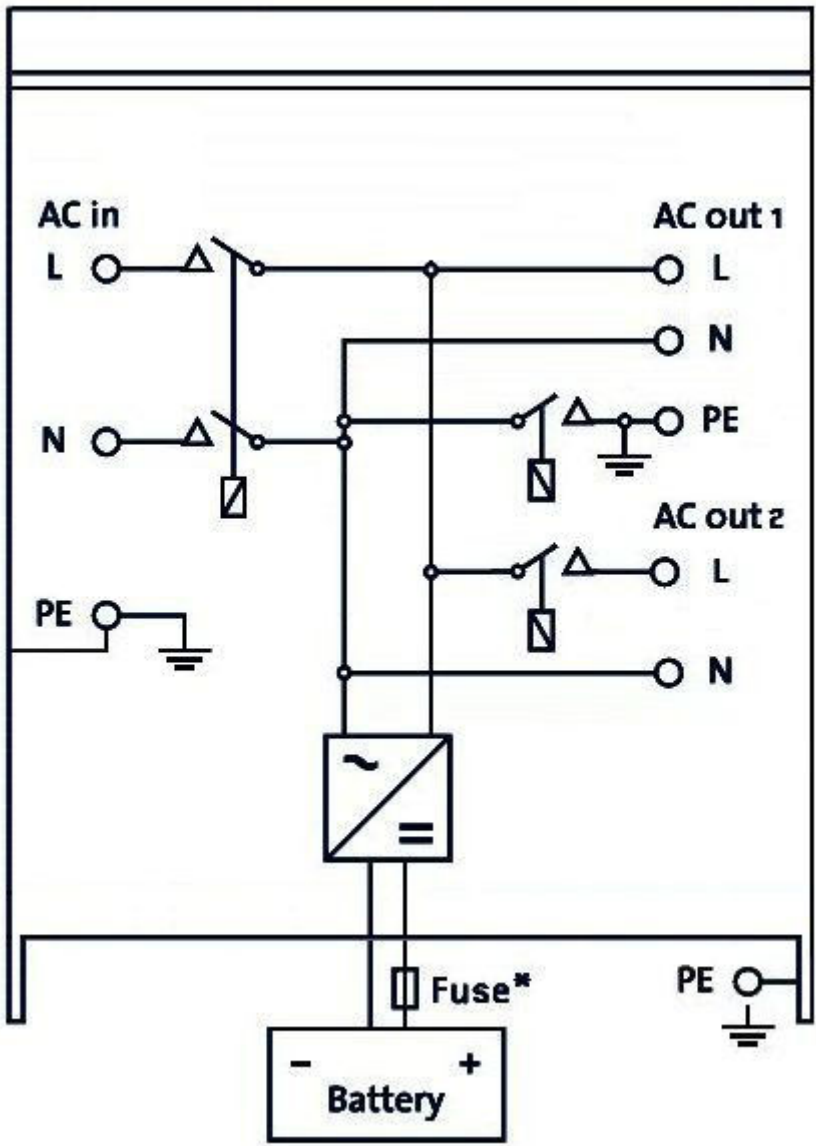 AC in
AC out 1
L
L
N
N
PE
AC out 2
L
PE
N
~
=
Fuse*
PE
- +
Battery